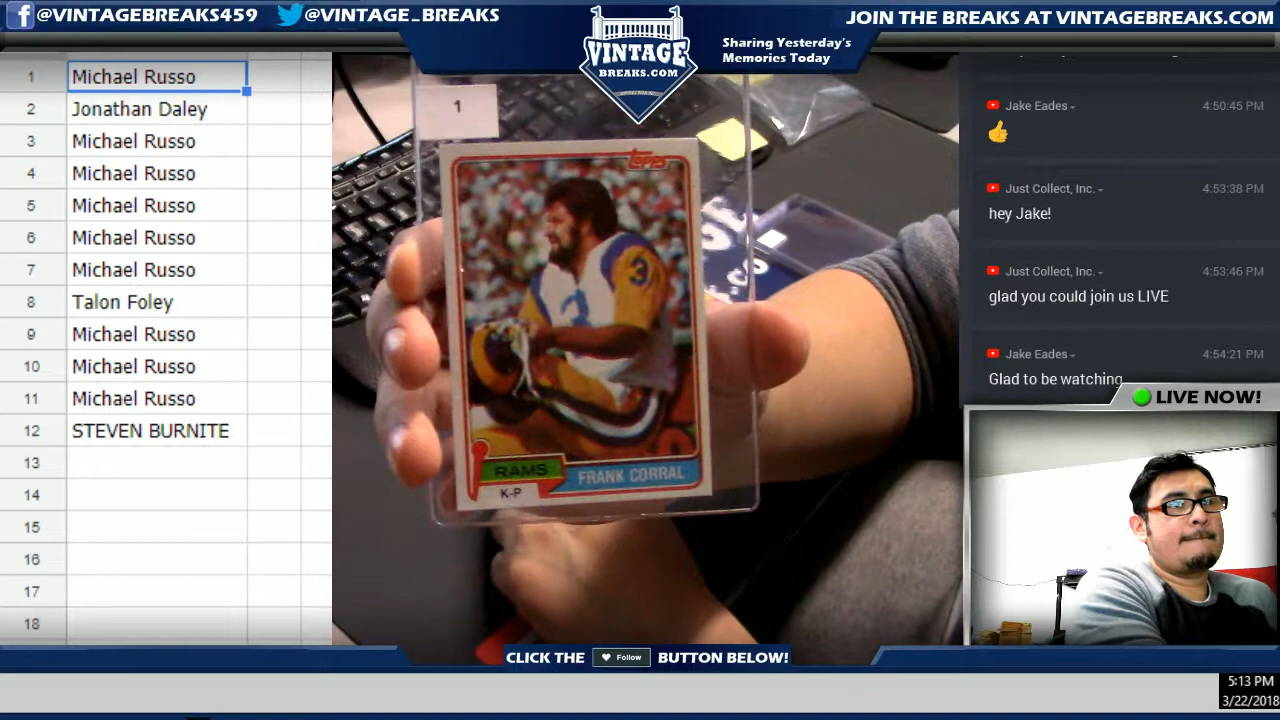 @VINTAGEBREAKS459
@VINTAGE_BREAKS
VINTAGE
BREAKS.COM
Sharing Yesterday's
Memories Today
JOIN THE BREAKS AT VINTAGEBREAKS.COM
1 Michael Russo
2 Jonathan Daley
3 Michael Russo
4 Michael Russo
5 Michael Russo
6 Michael Russo
7 Michael Russo
8 Talon Foley
9 Michael Russo
10 Michael Russo
11 Michael Russo
12 STEVEN BURNITE
13
14
15
16
17
18
1
TOPPS
3
3
RAMS
K-P
FRANK CORRAL
Jake Eades 4:50:45 PM
Just Collect, Inc. 4:53:38 PM
hey Jake!
Just Collect, Inc. 4:53:46 PM
glad you could join us LIVE
Jake Eades 4:54:21 PM
Glad to be watching
LIVE NOW!
CLICK THE Follow BUTTON BELOW!
5:13 PM
3/22/2018